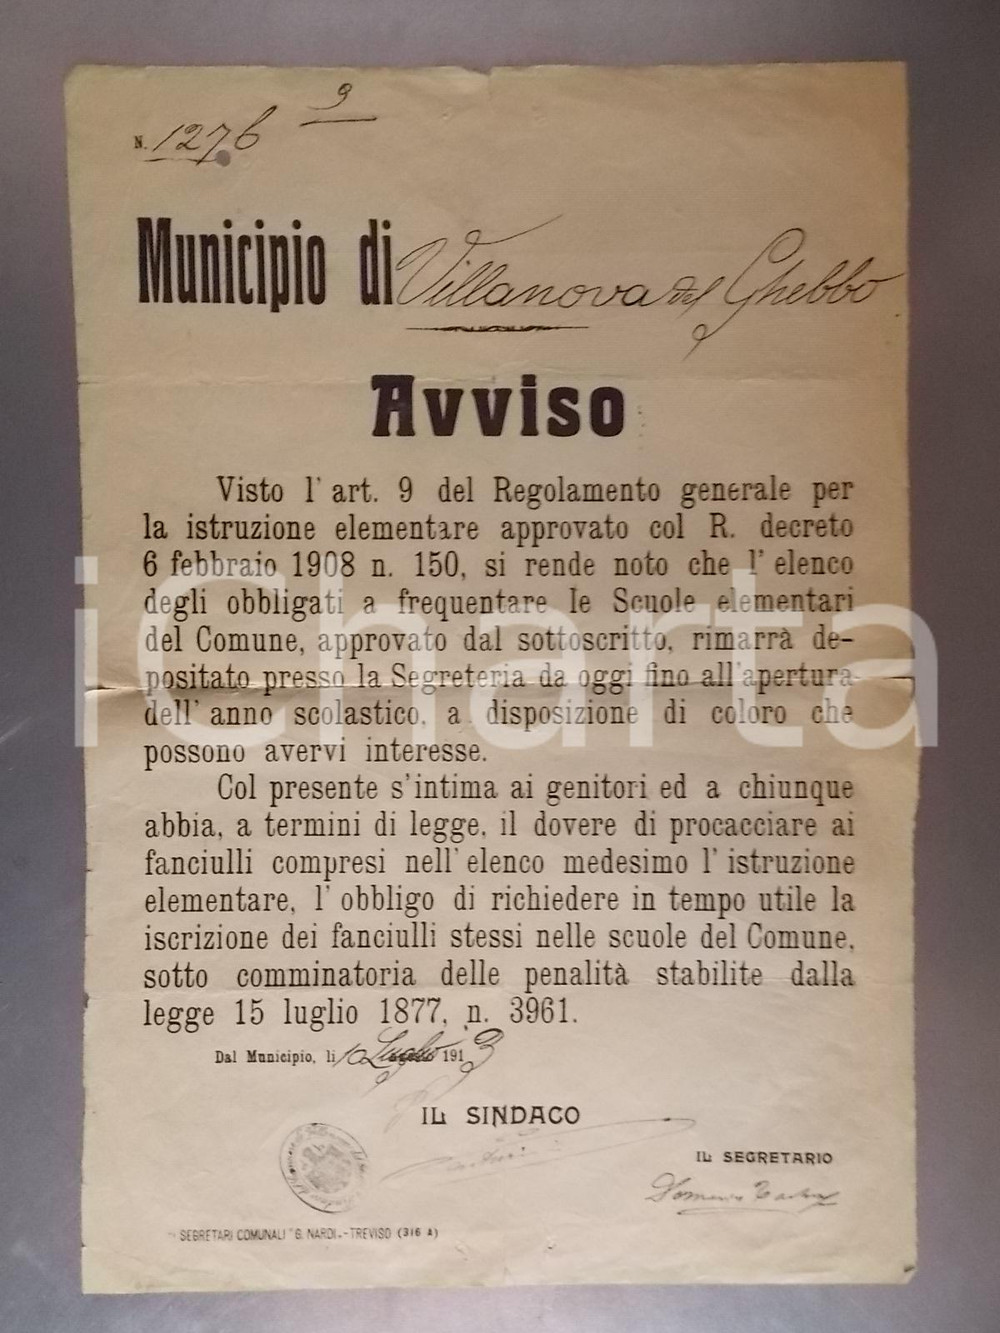 9
N. 1276
Municipio di Villanova del Ghebbo
Avviso
Visto l'art. 9 del Regolamento generale per
la istruzione elementare approvato col R. decreto
6 febbraio 1908 n. 150, si rende noto che l'elenco
degli obbligati a frequentare le Scuole elementari
del Comune, approvato dal sottoscritto, rimarrà de-
positato presso la Segreteria da oggi fino all'apertura
dell'anno scolastico, a disposizione di coloro che
possono avervi interesse.
Col presente s'intima ai genitori ed a chiunque
abbia, a termini di legge, il dovere di procacciare ai
fanciulli compresi nell'elenco medesimo l'istruzione
elementare, l'obbligo di richiedere in tempo utile la
iscrizione dei fanciulli stessi nelle scuole del Comune,
sotto comminatoria delle penalità stabilite dalla
legge 15 luglio 1877, n. 3961.
Dal Municipio, li 10 Luglio 1913
IL SINDACO
IL SEGRETARIO
SEGRETARI COMUNALI "G. NARDI" - TREVISO (316 A)
iCharta